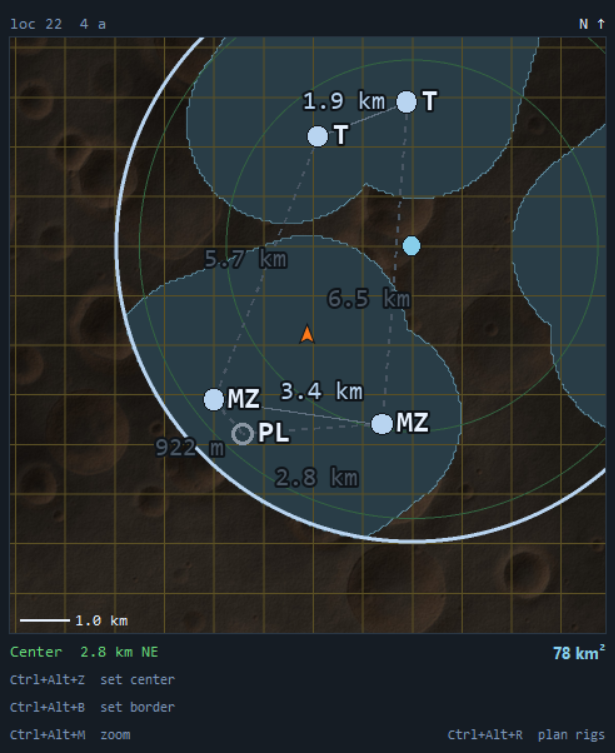 loc 22 4 a N ↑
1.9 km T
T
5.7 km
6.5 km
3.4 km
MZ
MZ
PL
922 m
2.8 km
1.0 km
Center 2.8 km NE 78 km²
Ctrl+Alt+Z set center
Ctrl+Alt+B set border
Ctrl+Alt+M zoom Ctrl+Alt+R plan rigs